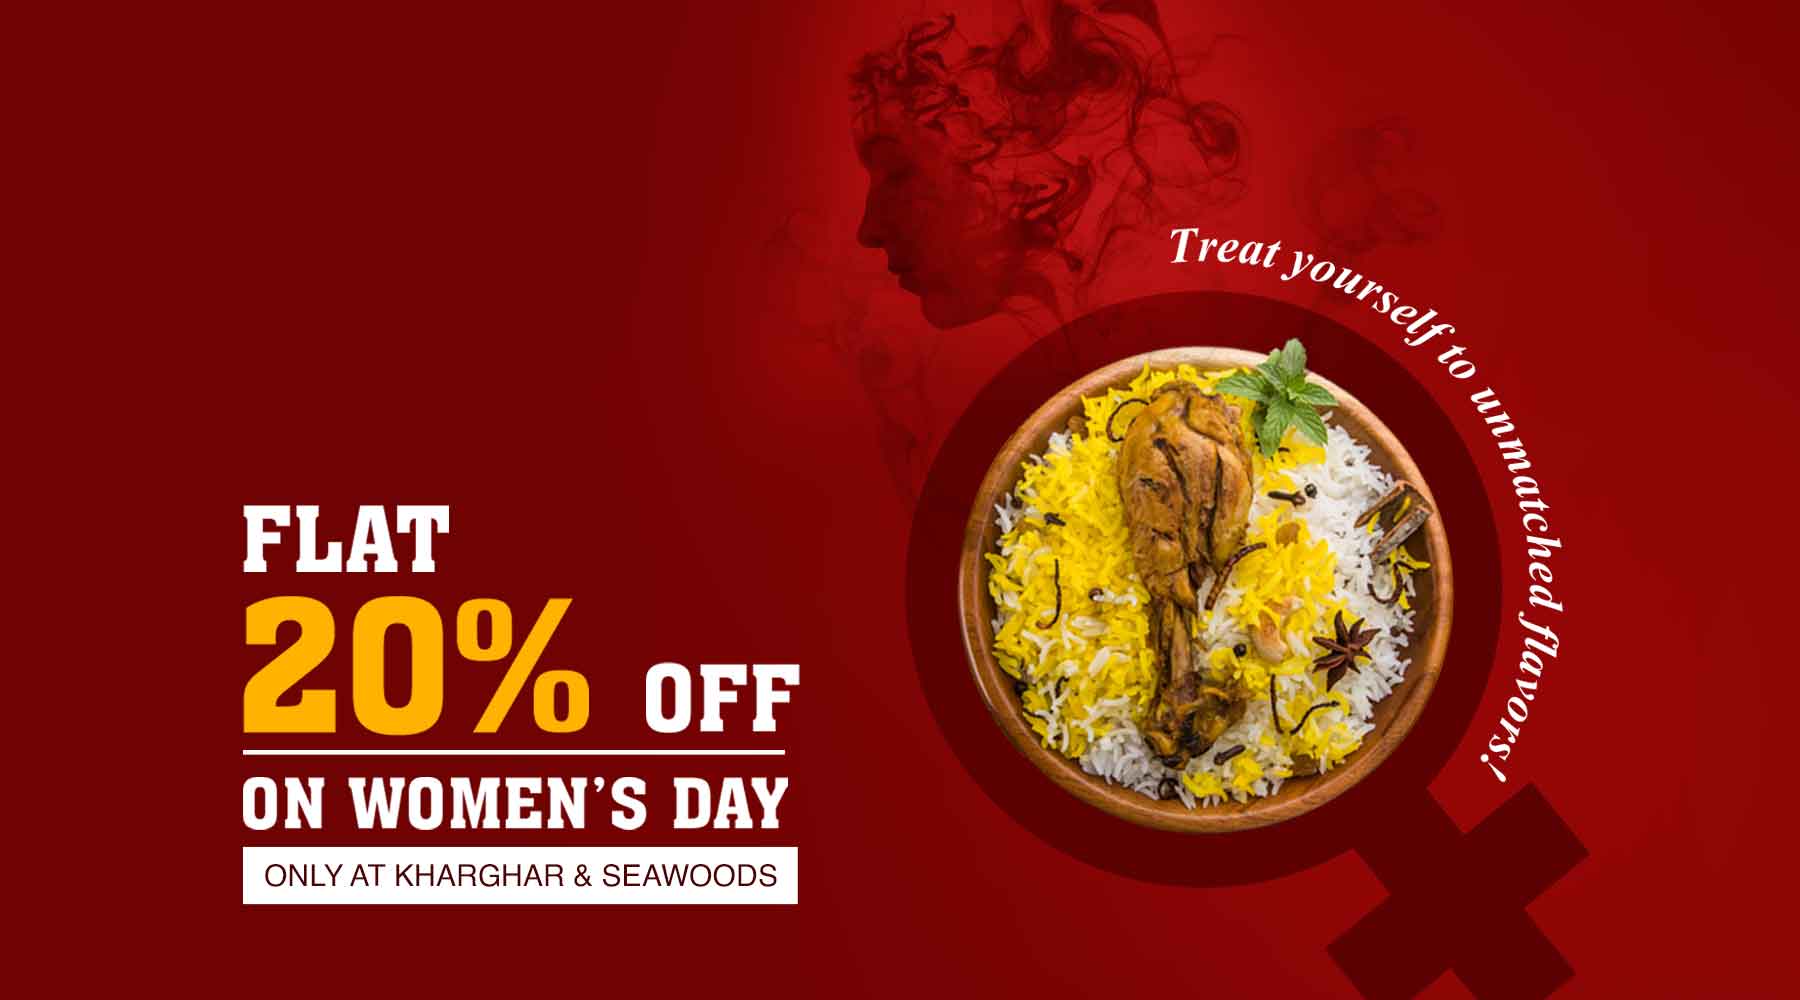 Treat yourself to unmatched flavors!
FLAT
20% OFF
ON WOMEN’S DAY
ONLY AT KHARGHAR & SEAWOODS